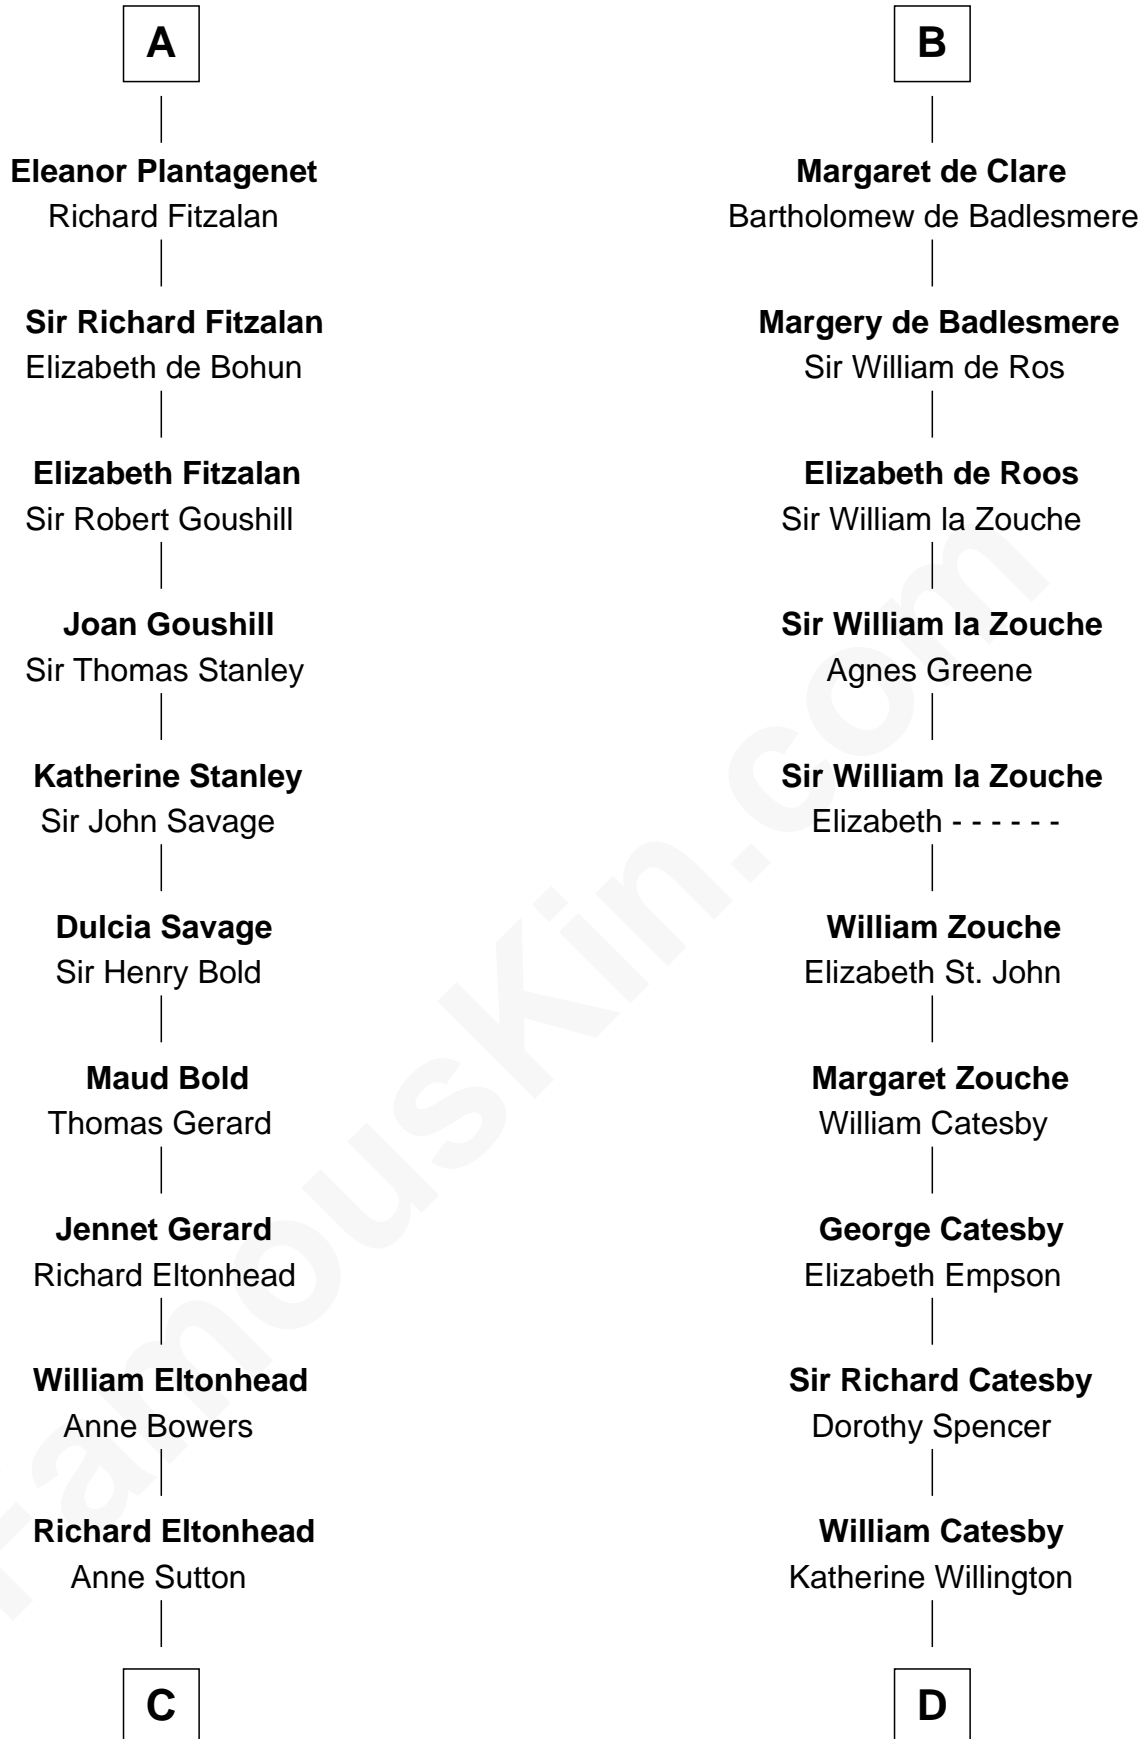 A
Eleanor Plantagenet
Richard Fitzalan
Sir Richard Fitzalan
Elizabeth de Bohun
Elizabeth Fitzalan
Sir Robert Goushill
Joan Goushill
Sir Thomas Stanley
Katherine Stanley
Sir John Savage
Dulcia Savage
Sir Henry Bold
Maud Bold
Thomas Gerard
Jennet Gerard
Richard Eltonhead
William Eltonhead
Anne Bowers
Richard Eltonhead
Anne Sutton
C
B
Margaret de Clare
Bartholomew de Badlesmere
Margery de Badlesmere
Sir William de Ros
Elizabeth de Roos
Sir William la Zouche
Sir William la Zouche
Agnes Greene
Sir William la Zouche
Elizabeth - - - - - -
William Zouche
Elizabeth St. John
Margaret Zouche
William Catesby
George Catesby
Elizabeth Empson
Sir Richard Catesby
Dorothy Spencer
William Catesby
Katherine Willington
D
FamousKin.com